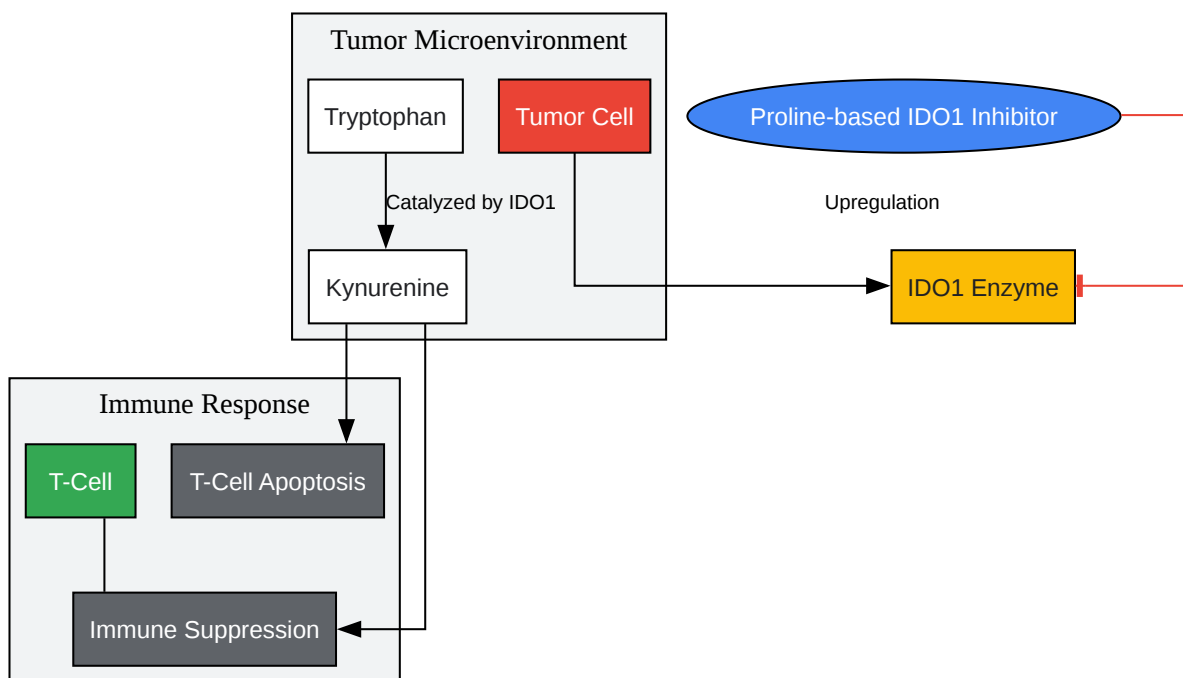 Tumor Microenvironment
Tryptophan
Tumor Cell
Proline-based IDO1 Inhibitor
Catalyzed by IDO1
Upregulation
Kynurenine
IDO1 Enzyme
Immune Response
T-Cell
T-Cell Apoptosis
Immune Suppression